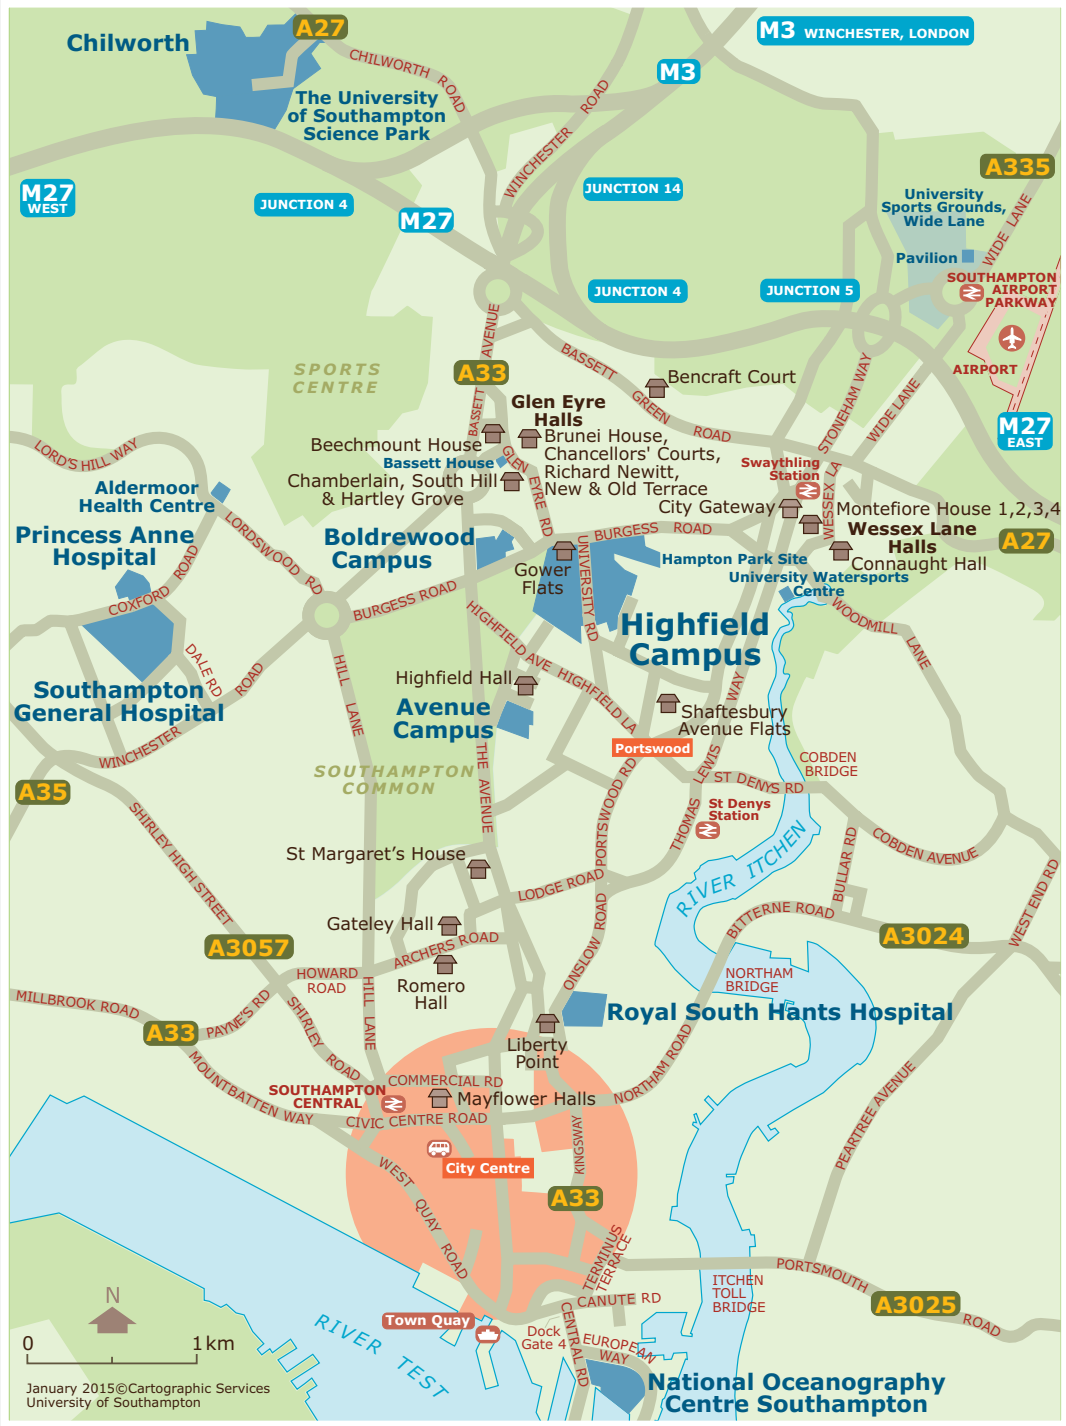 Chilworth
A27
CHILWORTH ROAD
The University
of Southampton
Science Park
M3 WINCHESTER, LONDON
M3
WINCHESTER ROAD
A335
M27
WEST
JUNCTION 4
M27
JUNCTION 14
University
Sports Grounds,
Wide Lane
WIDE LANE
Pavilion
SOUTHAMPTON
AIRPORT
PARKWAY
JUNCTION 4
JUNCTION 5
AIRPORT
M27
EAST
SPORTS
CENTRE
A33
BASSETT AVENUE
BASSETT GREEN ROAD
Bencraft Court
STONEHAM WAY
WIDE LANE
Glen Eyre
Halls
Beechmount House
Brunei House,
Chancellors' Courts,
Richard Newitt,
New & Old Terrace
Bassett House
Chamberlain, South Hill
& Hartley Grove
GLEN EYRE RD
LORD'S HILL WAY
Swaythling
Station
WESSEX LA
City Gateway
Montefiore House 1,2,3,4
Wessex Lane
Halls
Connaught Hall
A27
Aldermoor
Health Centre
LORDSWOOD RD
Princess Anne
Hospital
COXFORD ROAD
Boldrewood
Campus
BURGESS ROAD
Gower
Flats
UNIVERSITY RD
Hampton Park Site
University Watersports
Centre
WOODMILL LANE
BURGESS ROAD
Highfield
Campus
HIGHFIELD AVE
HIGHFIELD LA
DALE RD
Southampton
General Hospital
WINCHESTER ROAD
HILL LANE
Highfield Hall
Avenue
Campus
Shaftesbury
Avenue Flats
Portswood
THOMAS LEWIS WAY
COBDEN
BRIDGE
ST DENYS RD
A35
SOUTHAMPTON
COMMON
THE AVENUE
PORTSWOOD RD
St Denys
Station
SHIRLEY HIGH STREET
RIVER ITCHEN
BULLAR RD
COBDEN AVENUE
WEST END RD
St Margaret's House
LODGE ROAD
BITTERNE ROAD
Gateley Hall
ARCHERS ROAD
A3057
A3024
HOWARD
ROAD
Romero
Hall
ONSLOW ROAD
NORTHAM
BRIDGE
MILLBROOK ROAD
A33
PAYNE'S RD
SHIRLEY ROAD
HILL LANE
Royal South Hants Hospital
Liberty
Point
NORTHAM ROAD
MOUNTBATTEN WAY
SOUTHAMPTON
CENTRAL
COMMERCIAL RD
Mayflower Halls
CIVIC CENTRE ROAD
KINGSWAY
PEARTREE AVENUE
City Centre
WEST QUAY ROAD
A33
TERMINUS
TERRACE
PORTSMOUTH ROAD
ITCHEN
TOLL
BRIDGE
A3025
CANUTE RD
Town Quay
Dock
Gate 4
CENTRAL RD
EUROPEAN
WAY
RIVER TEST
National Oceanography
Centre Southampton
N
0 1km
January 2015©Cartographic Services
University of Southampton